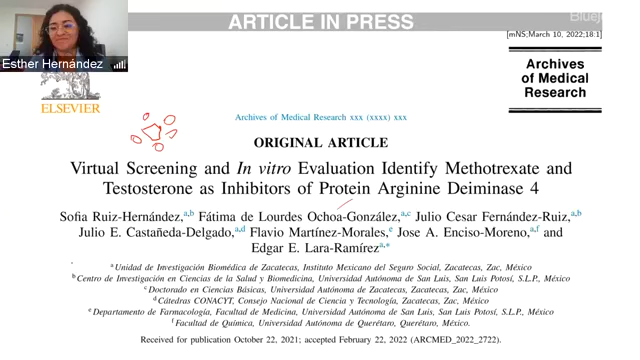 ARTICLE IN PRESS
[mNS;March 10, 2022;18:1]
Esther Hernández
Archives
of Medical
Research
ELSEVIER
Archives of Medical Research xxx (xxxx) xxx
ORIGINAL ARTICLE
Virtual Screening and In vitro Evaluation Identify Methotrexate and
Testosterone as Inhibitors of Protein Arginine Deiminase 4
Sofia Ruiz-Hernández,a,b Fátima de Lourdes Ochoa-González,a,c Julio Cesar Fernández-Ruiz,a,b
Julio E. Castañeda-Delgado,a,d Flavio Martínez-Morales,e Jose A. Enciso-Moreno,a,f and
Edgar E. Lara-Ramírez a,*
a Unidad de Investigación Biomédica de Zacatecas, Instituto Mexicano del Seguro Social, Zacatecas, Zac, México
b Centro de Investigación en Ciencias de la Salud y Biomedicina, Universidad Autónoma de San Luis, San Luis Potosí, S.L.P., México
c Doctorado en Ciencias Básicas, Universidad Autónoma de Zacatecas, Zacatecas, Zac, México
d Cátedras CONACYT, Consejo Nacional de Ciencia y Tecnología, Zacatecas, Zac, México
e Departamento de Farmacología, Facultad de Medicina, Universidad Autónoma de San Luis, San Luis Potosí, S.L.P., México
f Facultad de Química, Universidad Autónoma de Querétaro, Querétaro, México.
Received for publication October 22, 2021; accepted February 22, 2022 (ARCMED_2022_2722).